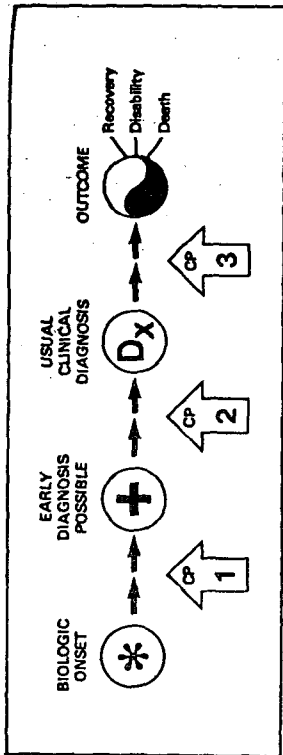 BIOLOGIC
ONSET
EARLY
DIAGNOSIS
POSSIBLE
USUAL
CLINICAL
DIAGNOSIS
OUTCOME
Recovery
Disability
Death
*
+
Dx
CP
1
CP
2
CP
3